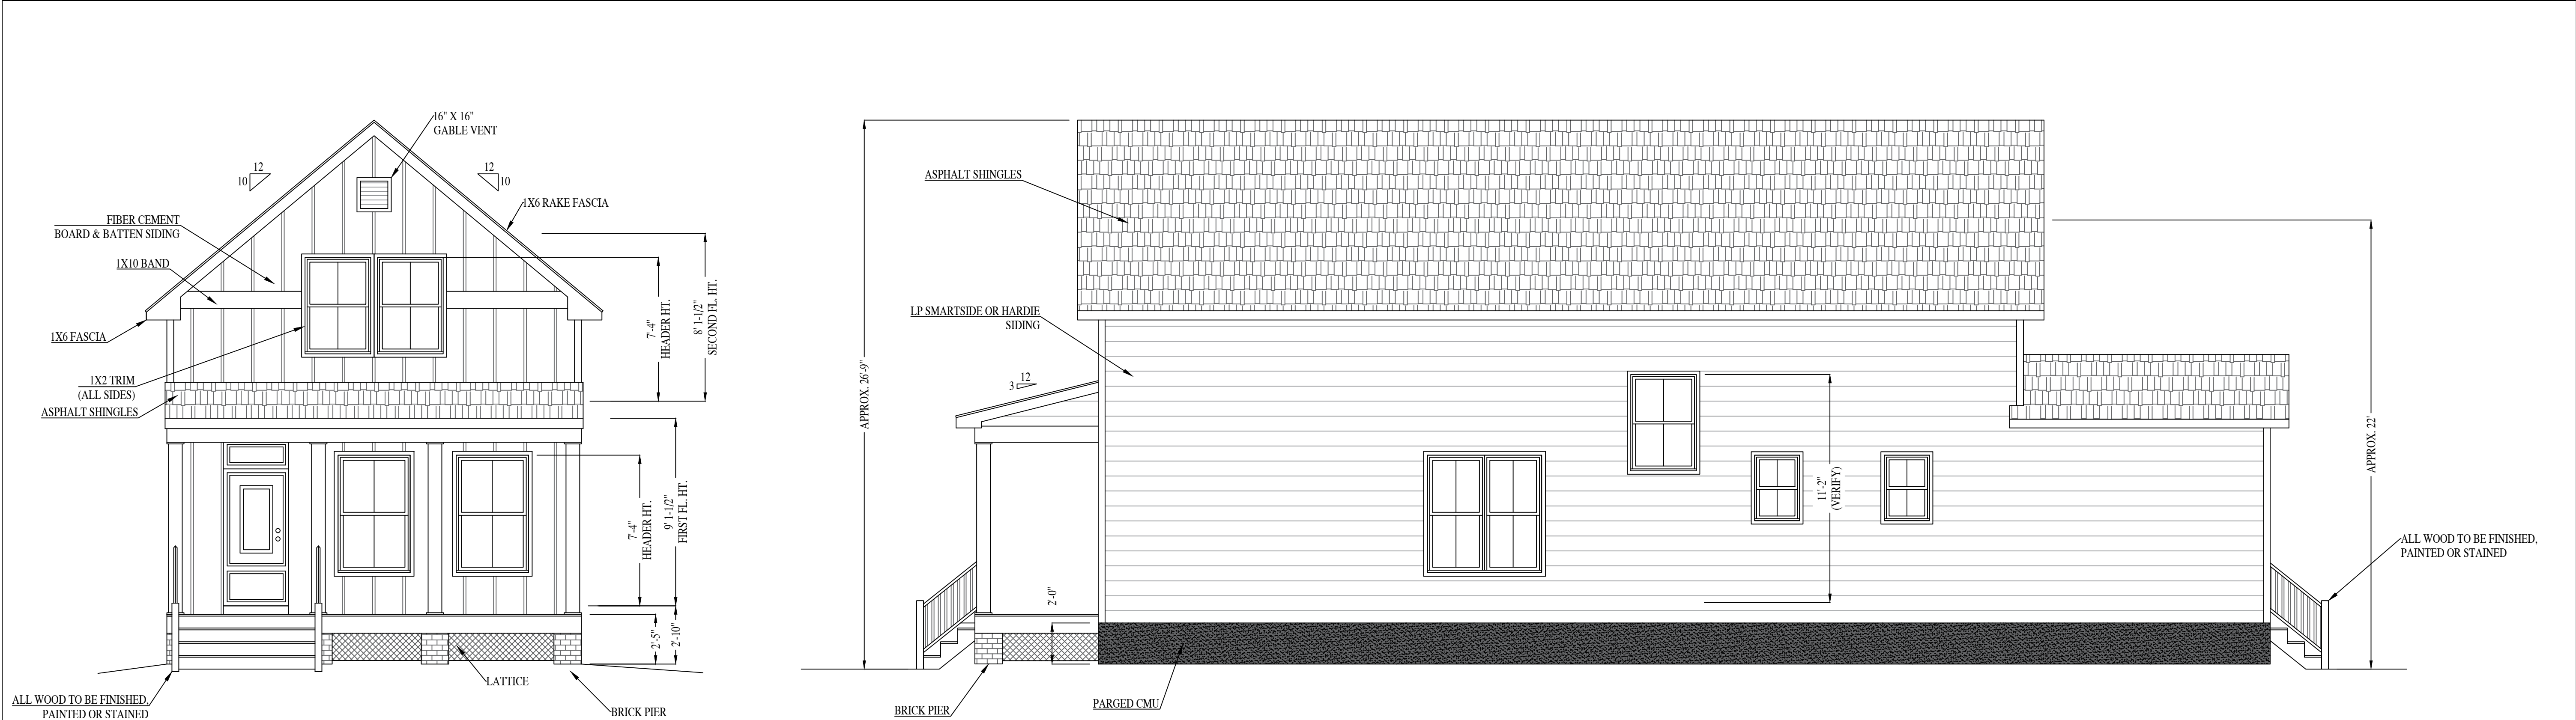 16" X 16"
GABLE VENT
12
10
12
10
1X6 RAKE FASCIA
FIBER CEMENT
BOARD & BATTEN SIDING
1X10 BAND
1X6 FASCIA
1X2 TRIM
(ALL SIDES)
ASPHALT SHINGLES
7'-4"
HEADER HT.
8' 1-1/2"
SECOND FL. HT.
7'-4"
HEADER HT.
9' 1-1/2"
FIRST FL. HT.
2'-5"
2'-10"
LATTICE
ALL WOOD TO BE FINISHED,
PAINTED OR STAINED
BRICK PIER
APPROX. 26'-9"
ASPHALT SHINGLES
LP SMARTSIDE OR HARDIE
SIDING
12
3
2'-0"
11'-2"
(VERIFY)
BRICK PIER
PARGED CMU
APPROX. 22'
ALL WOOD TO BE FINISHED,
PAINTED OR STAINED